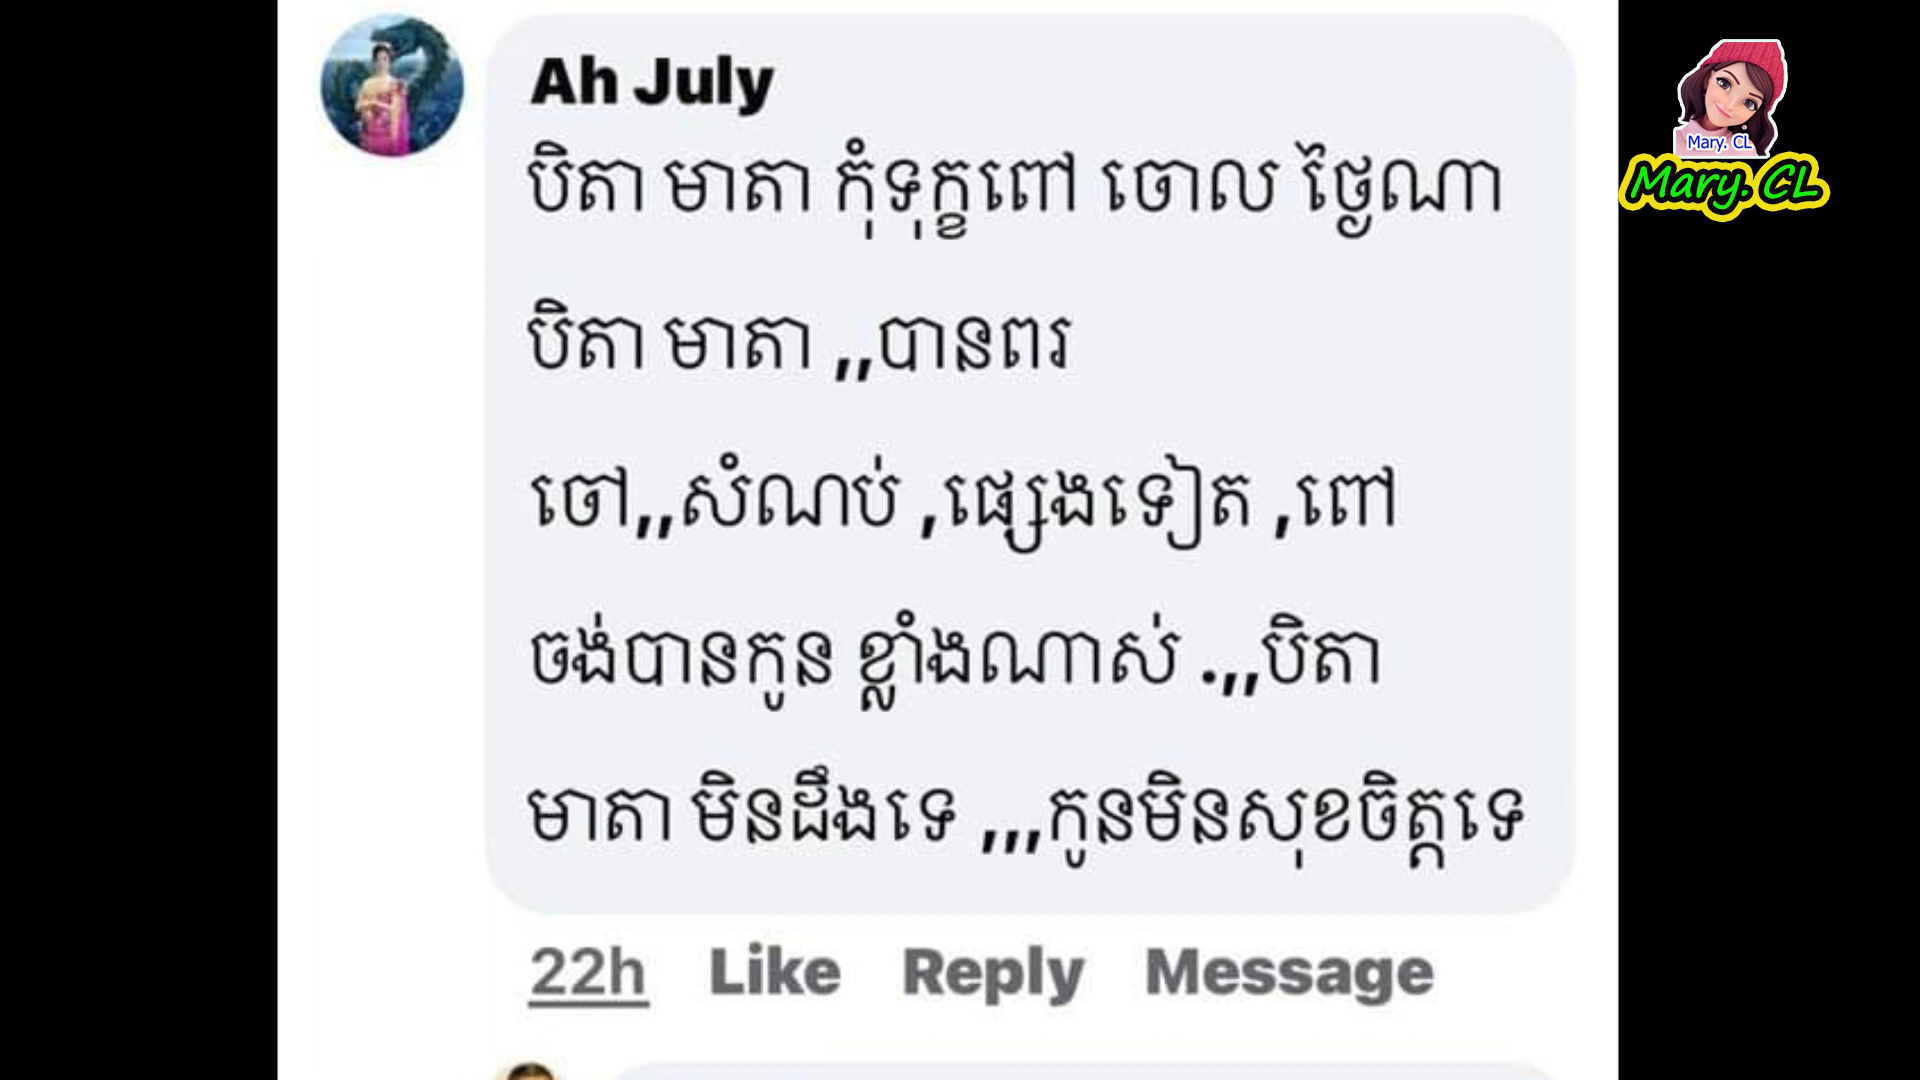 Ah July
បិតា មាតា កុំទុក្ខពៅ ចោល ថ្ងៃណា
បិតា មាតា ,,បានពរ
ចៅ,,សំណប់ ,ផ្សេងទៀត ,ពៅ
ចង់បានកូន ខ្លាំងណាស់ .,,បិតា
មាតា មិនដឹងទេ ,,,កូនមិនសុខចិត្តទេ
22h Like Reply Message
Mary. CL
Mary. CL